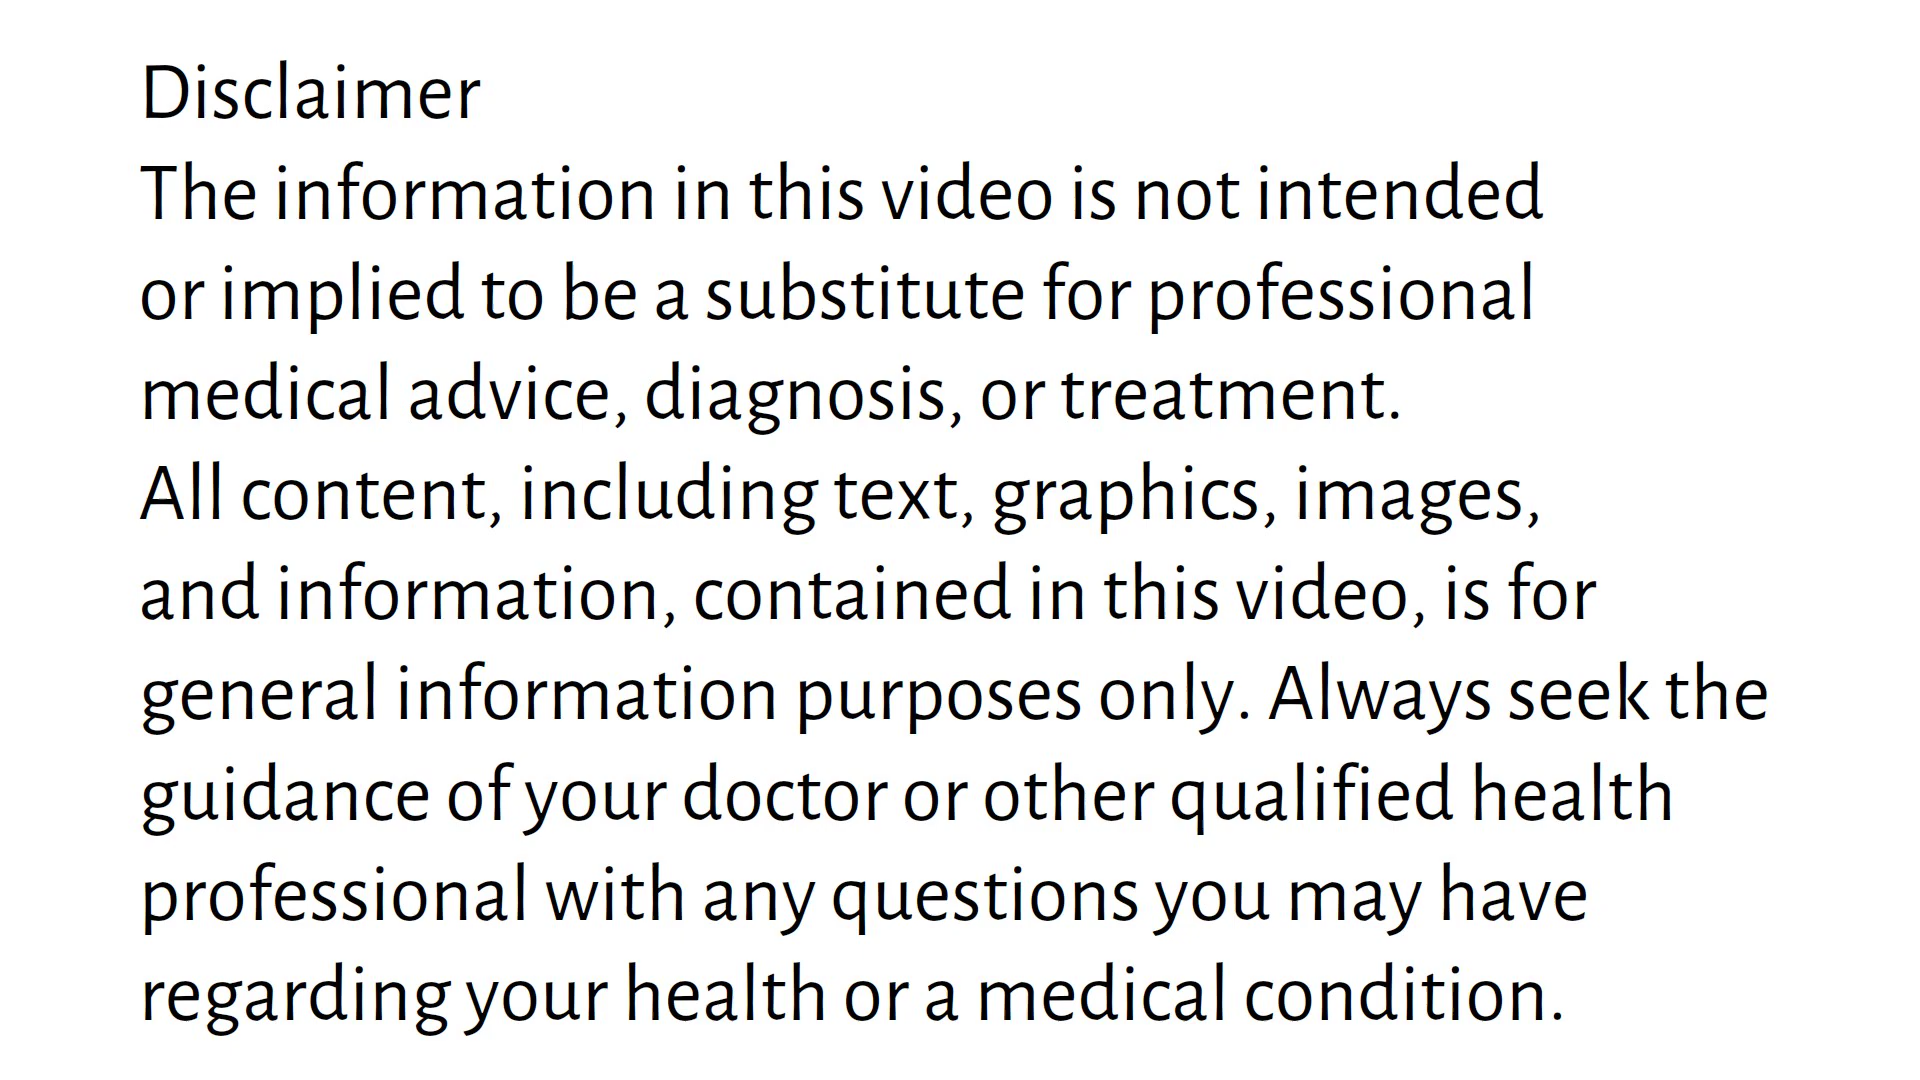 Disclaimer
The information in this video is not intended
or implied to be a substitute for professional
medical advice, diagnosis, or treatment.
All content, including text, graphics, images,
and information, contained in this video, is for
general information purposes only. Always seek the
guidance of your doctor or other qualified health
professional with any questions you may have
regarding your health or a medical condition.